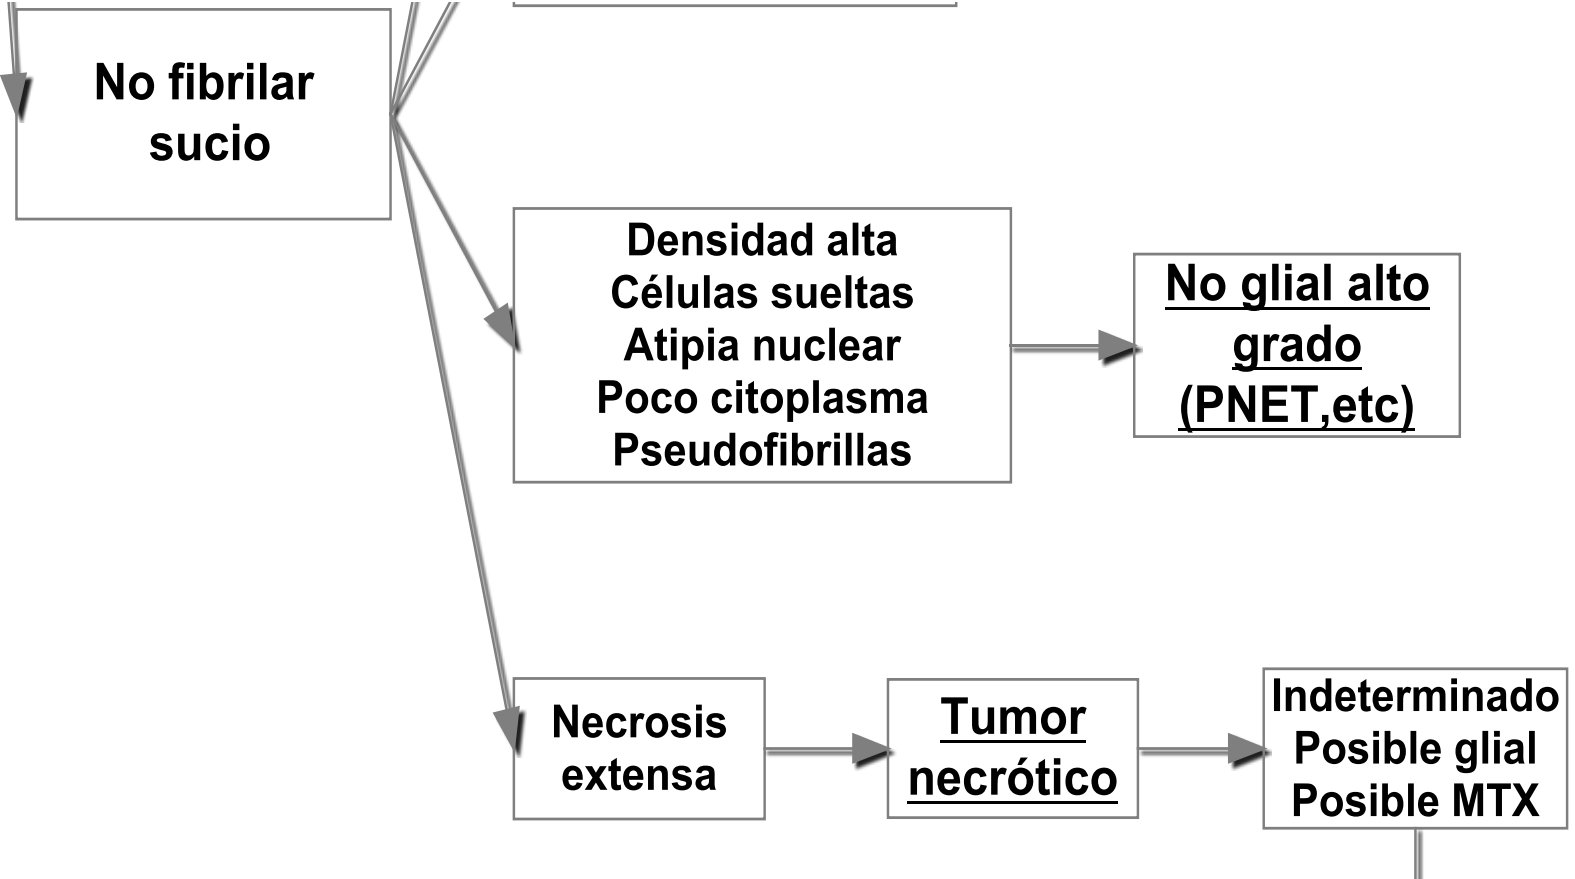 No fibrilar
sucio
Densidad alta
Células sueltas
Atipia nuclear
Poco citoplasma
Pseudofibrillas
No glial alto
grado
(PNET,etc)
Necrosis
extensa
Tumor
necrótico
Indeterminado
Posible glial
Posible MTX